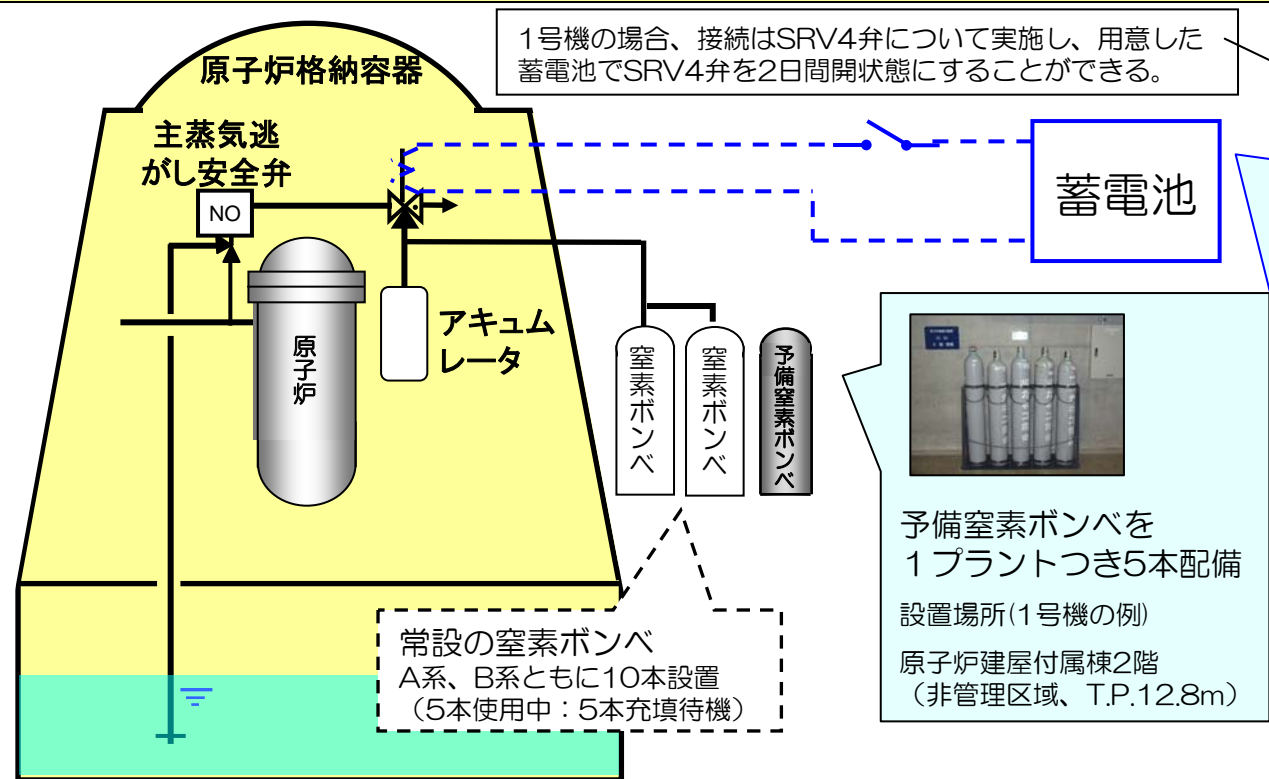 1号機の場合、接続はSRV4弁について実施し、用意した
蓄電池でSRV4弁を2日間開状態にすることができる。
原子炉格納容器
主蒸気逃
がし安全弁
NO
蓄電池
原子炉
アキュム
レータ
窒素ボンベ
窒素ボンベ
予備窒素ボンベ
予備窒素ボンベを
１プラントつき5本配備
設置場所(1号機の例)
原子炉建屋付属棟2階
（非管理区域、T.P.12.8m）
常設の窒素ボンベ
A系、B系ともに10本設置
（5本使用中：5本充填待機）